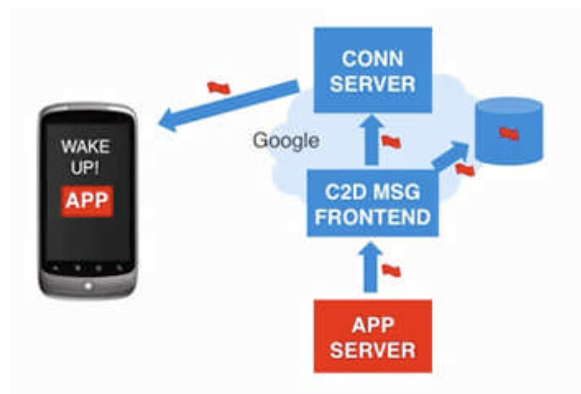 CONN
SERVER
WAKE
UP!
APP
Google
C2D MSG
FRONTEND
APP
SERVER